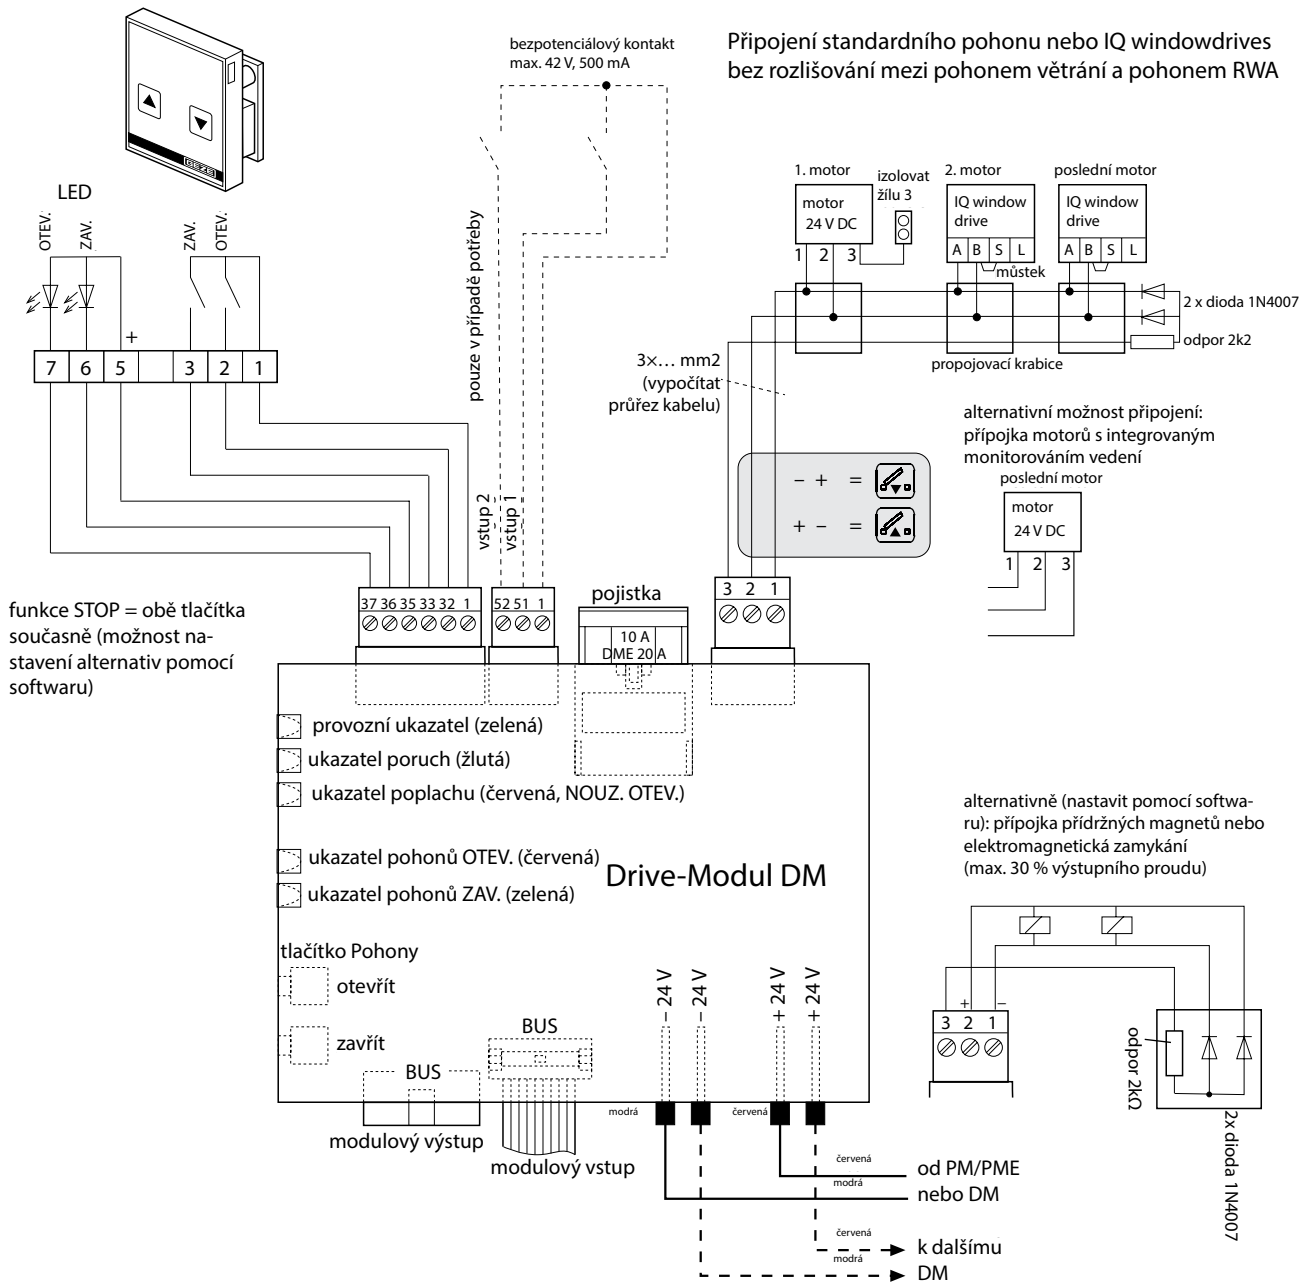 Připojení standardního pohonu nebo IQ windowdrives
bez rozlišování mezi pohonem větrání a pohonem RWA
bezpotenciálový kontakt
max. 42 V, 500 mA
GEZE
LED
OTEV.
ZAV.
ZAV.
OTEV.
+
7 6 5 3 2 1
pouze v případě potřeby
vstup 2
vstup 1
1. motor
motor
24 V DC
1 2 3
izolovat
žílu 3
2. motor
IQ window
drive
A B S L
můstek
poslední motor
IQ window
drive
A B S L
2 x dioda 1N4007
odpor 2k2
propojovací krabice
3×… mm2
(vypočítat
průřez kabelu)
– + =
+ – =
alternativní možnost připojení:
přípojka motorů s integrovaným
monitorováním vedení
poslední motor
motor
24 V DC
1 2 3
funkce STOP = obě tlačítka
současně (možnost na-
stavení alternativ pomocí
softwaru)
37 36 35 33 32 1
52 51 1
pojistka
10 A
DME 20 A
3 2 1
provozní ukazatel (zelená)
ukazatel poruch (žlutá)
ukazatel poplachu (červená, NOUZ. OTEV.)
ukazatel pohonů OTEV. (červená)
ukazatel pohonů ZAV. (zelená)
Drive-Modul DM
tlačítko Pohony
otevřít
zavřít
BUS
modulový výstup
BUS
modulový vstup
– 24 V
– 24 V
+ 24 V
+ 24 V
modrá
červená
červená
modrá
od PM/PME
nebo DM
červená
modrá
k dalšímu
DM
alternativně (nastavit pomocí softwa-
ru): přípojka přídržných magnetů nebo
elektromagnetická zamykání
(max. 30 % výstupního proudu)
+ –
3 2 1
odpor 2kΩ
2x dioda 1N4007